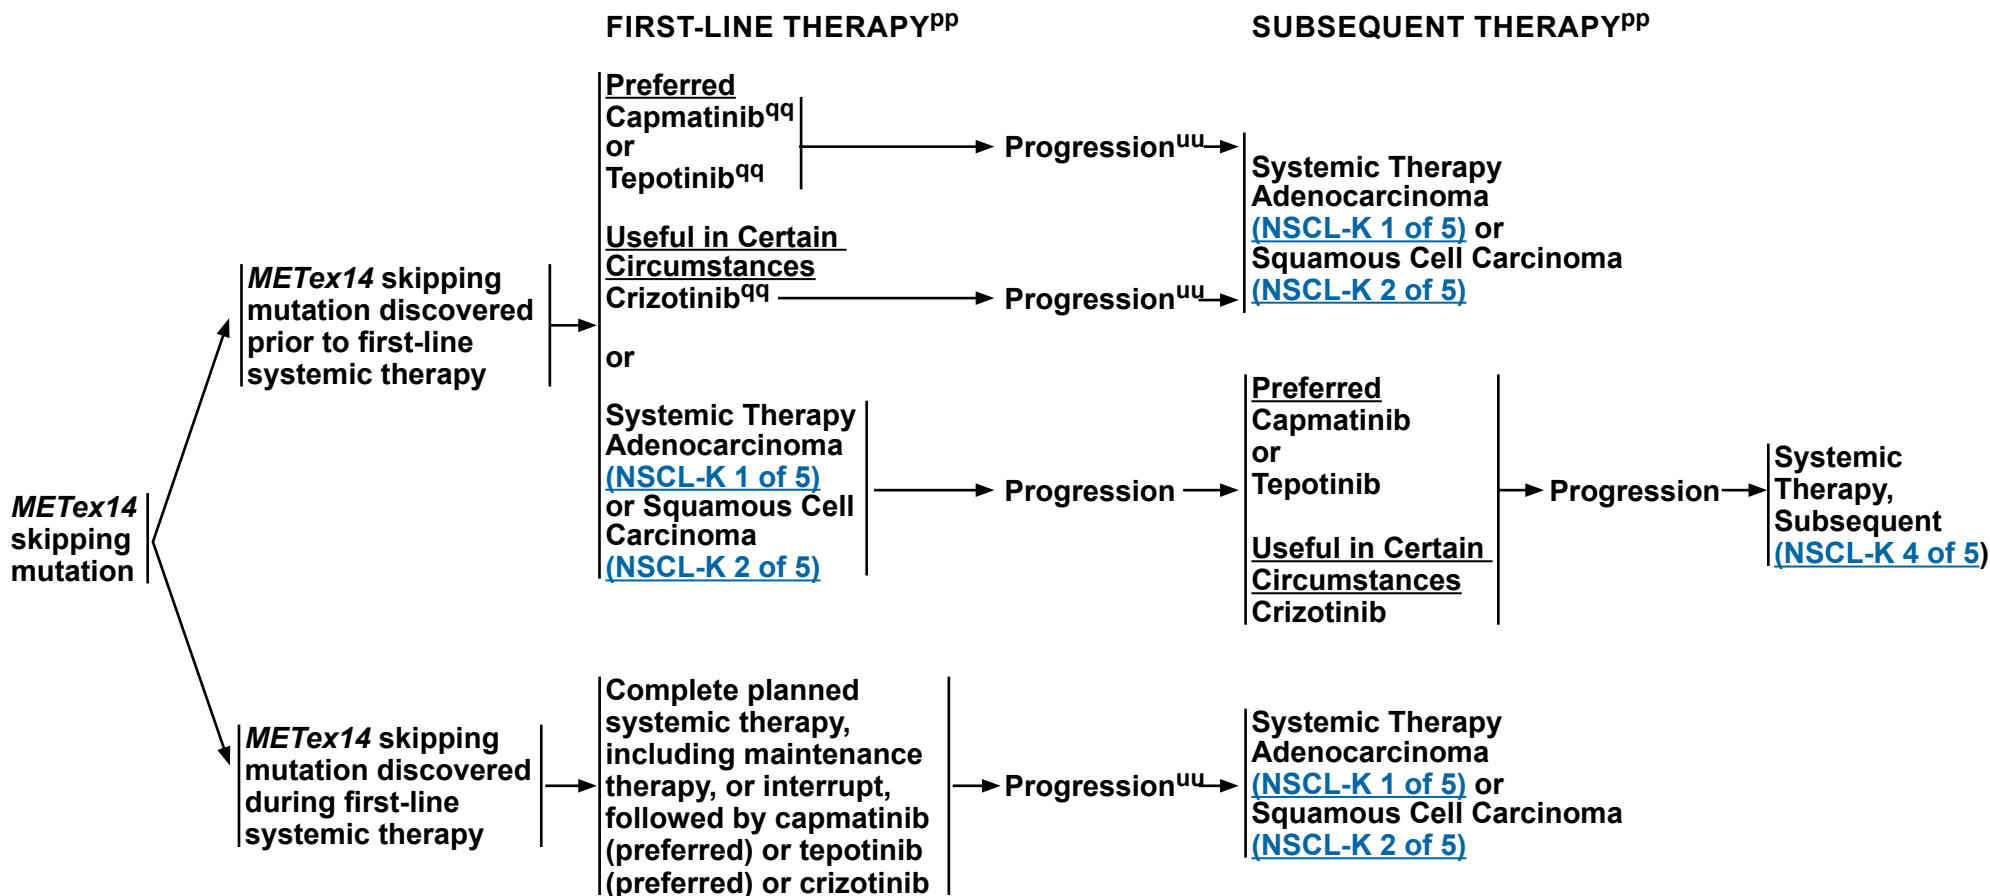 FIRST-LINE THERAPYpp
SUBSEQUENT THERAPYpp
METex14
skipping
mutation
METex14 skipping
mutation discovered
prior to first-line
systemic therapy
Preferred
Capmatinibqq
or
Tepotinibqq
Progressionuu
Useful in Certain
Circumstances
Crizotinibqq
Progressionuu
Systemic Therapy
Adenocarcinoma
(NSCL-K 1 of 5) or
Squamous Cell Carcinoma
(NSCL-K 2 of 5)
or
Systemic Therapy
Adenocarcinoma
(NSCL-K 1 of 5)
or Squamous Cell
Carcinoma
(NSCL-K 2 of 5)
Progression
Preferred
Capmatinib
or
Tepotinib
Useful in Certain
Circumstances
Crizotinib
Progression
Systemic
Therapy,
Subsequent
(NSCL-K 4 of 5)
METex14 skipping
mutation discovered
during first-line
systemic therapy
Complete planned
systemic therapy,
including maintenance
therapy, or interrupt,
followed by capmatinib
(preferred) or tepotinib
(preferred) or crizotinib
Progressionuu
Systemic Therapy
Adenocarcinoma
(NSCL-K 1 of 5) or
Squamous Cell Carcinoma
(NSCL-K 2 of 5)